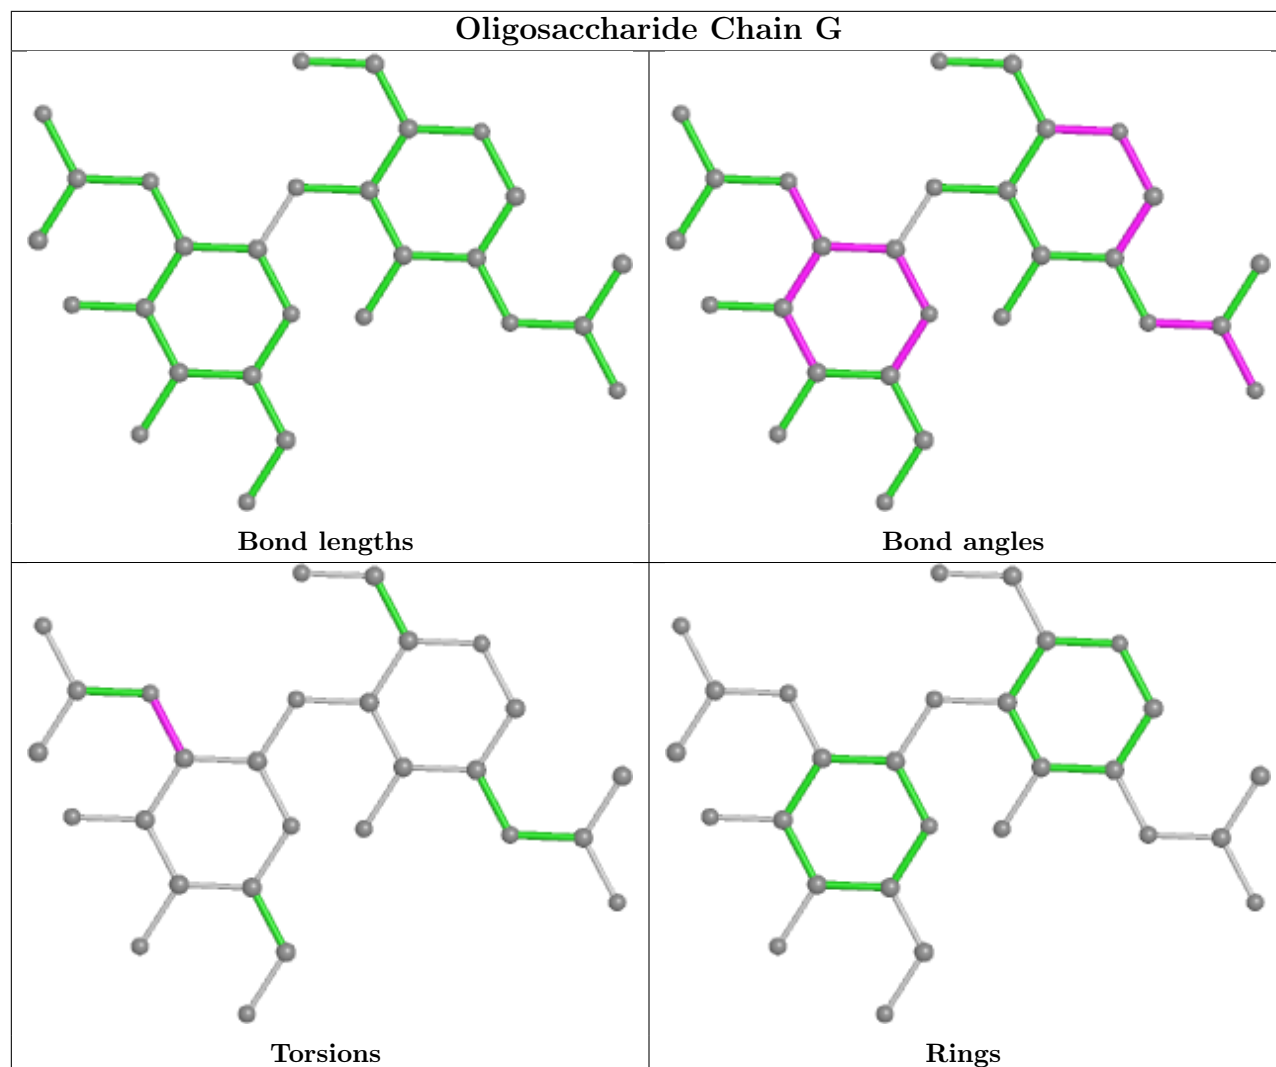 Oligosaccharide Chain G
Bond lengths
Bond angles
Torsions
Rings